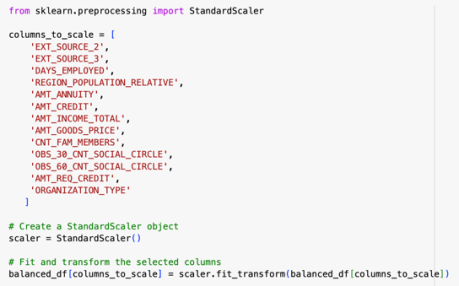 from sklearn.preprocessing import StandardScaler
columns_to_scale = [
'EXT_SOURCE_2',
'EXT_SOURCE_3',
'DAYS_EMPLOYED',
'REGION_POPULATION_RELATIVE',
'AMT_ANNUITY',
'AMT_CREDIT',
'AMT_INCOME_TOTAL',
'AMT_GOODS_PRICE',
'CNT_FAM_MEMBERS',
'OBS_30_CNT_SOCIAL_CIRCLE',
'OBS_60_CNT_SOCIAL_CIRCLE',
'AMT_REQ_CREDIT',
'ORGANIZATION_TYPE'
]
# Create a StandardScaler object
scaler = StandardScaler()
# Fit and transform the selected columns
balanced_df[columns_to_scale] = scaler.fit_transform(balanced_df[columns_to_scale])